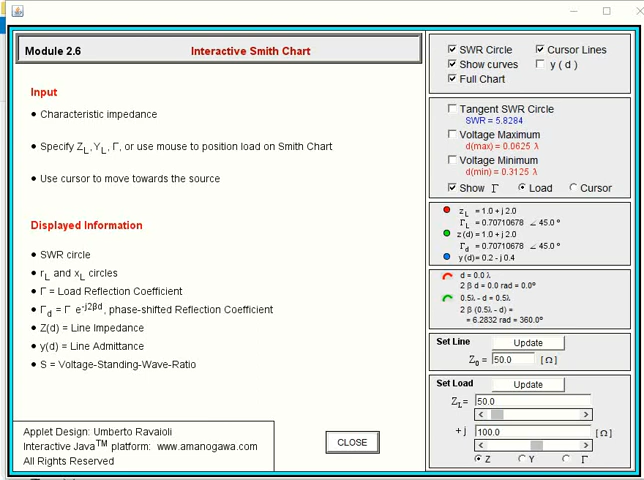 Module 2.6
Interactive Smith Chart
Input
• Characteristic impedance
• Specify ZL, YL, Γ, or use mouse to position load on Smith Chart
• Use cursor to move towards the source
Displayed Information
• SWR circle
• rL and xL circles
• Γ = Load Reflection Coefficient
• Γd = Γ e-j2βd, phase-shifted Reflection Coefficient
• Z(d) = Line Impedance
• y(d) = Line Admittance
• S = Voltage-Standing-Wave-Ratio
Applet Design: Umberto Ravaioli
Interactive Java™ platform: www.amanogawa.com
All Rights Reserved
CLOSE
SWR Circle Cursor Lines
Show curves y ( d )
Full Chart
Tangent SWR Circle
SWR = 5.8284
Voltage Maximum
d(max) = 0.0625 λ
Voltage Minimum
d(min) = 0.3125 λ
Show Γ Load Cursor
zL = 1.0 + j 2.0
ΓL = 0.70710678 ∠ 45.0 º
z (d) = 1.0 + j 2.0
Γd = 0.70710678 ∠ 45.0 º
y(d) = 0.2 - j 0.4
d = 0.0 λ
2 β d = 0.0 rad = 0.0°
0.5λ - d = 0.5λ
2 β (0.5λ - d) =
= 6.2832 rad = 360.0°
Set Line Update
Z0 = 50.0 [ Ω ]
Set Load Update
ZL = 50.0
+ j 100.0 [ Ω ]
Z Y Γ